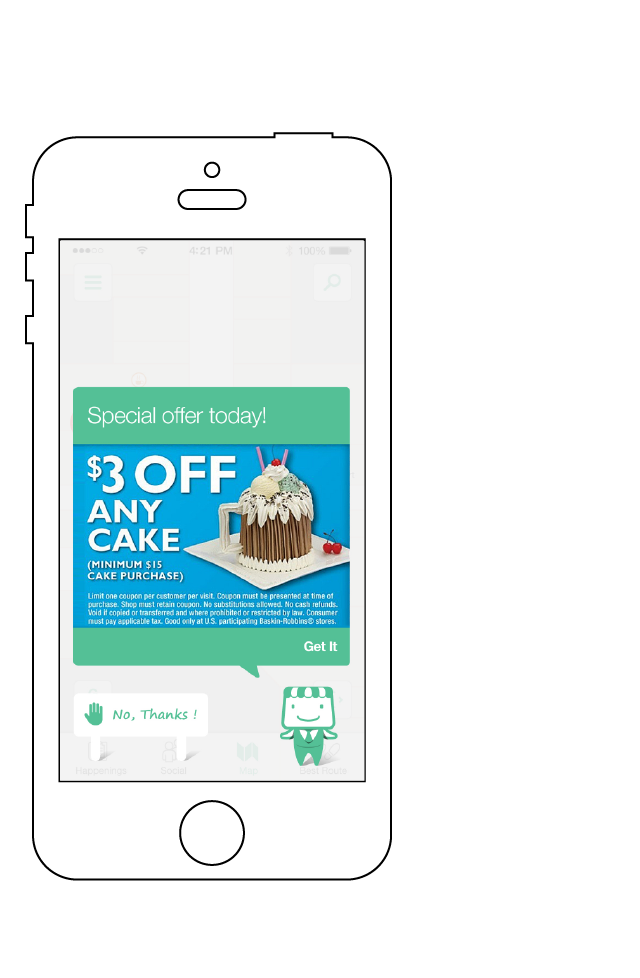 4:21 PM 100%
Special offer today!
$3 OFF
ANY
CAKE
(MINIMUM $15
CAKE PURCHASE)
Limit one coupon per customer per visit. Coupon must be presented at time of
purchase. Shop must retain coupon. No substitutions allowed. No cash refunds.
Void if copied or transferred and where prohibited or restricted by law. Consumer
must pay applicable tax. Good only at U.S. participating Baskin-Robbins® stores.
Get It
No, Thanks !
Happenings Social Map Best Route